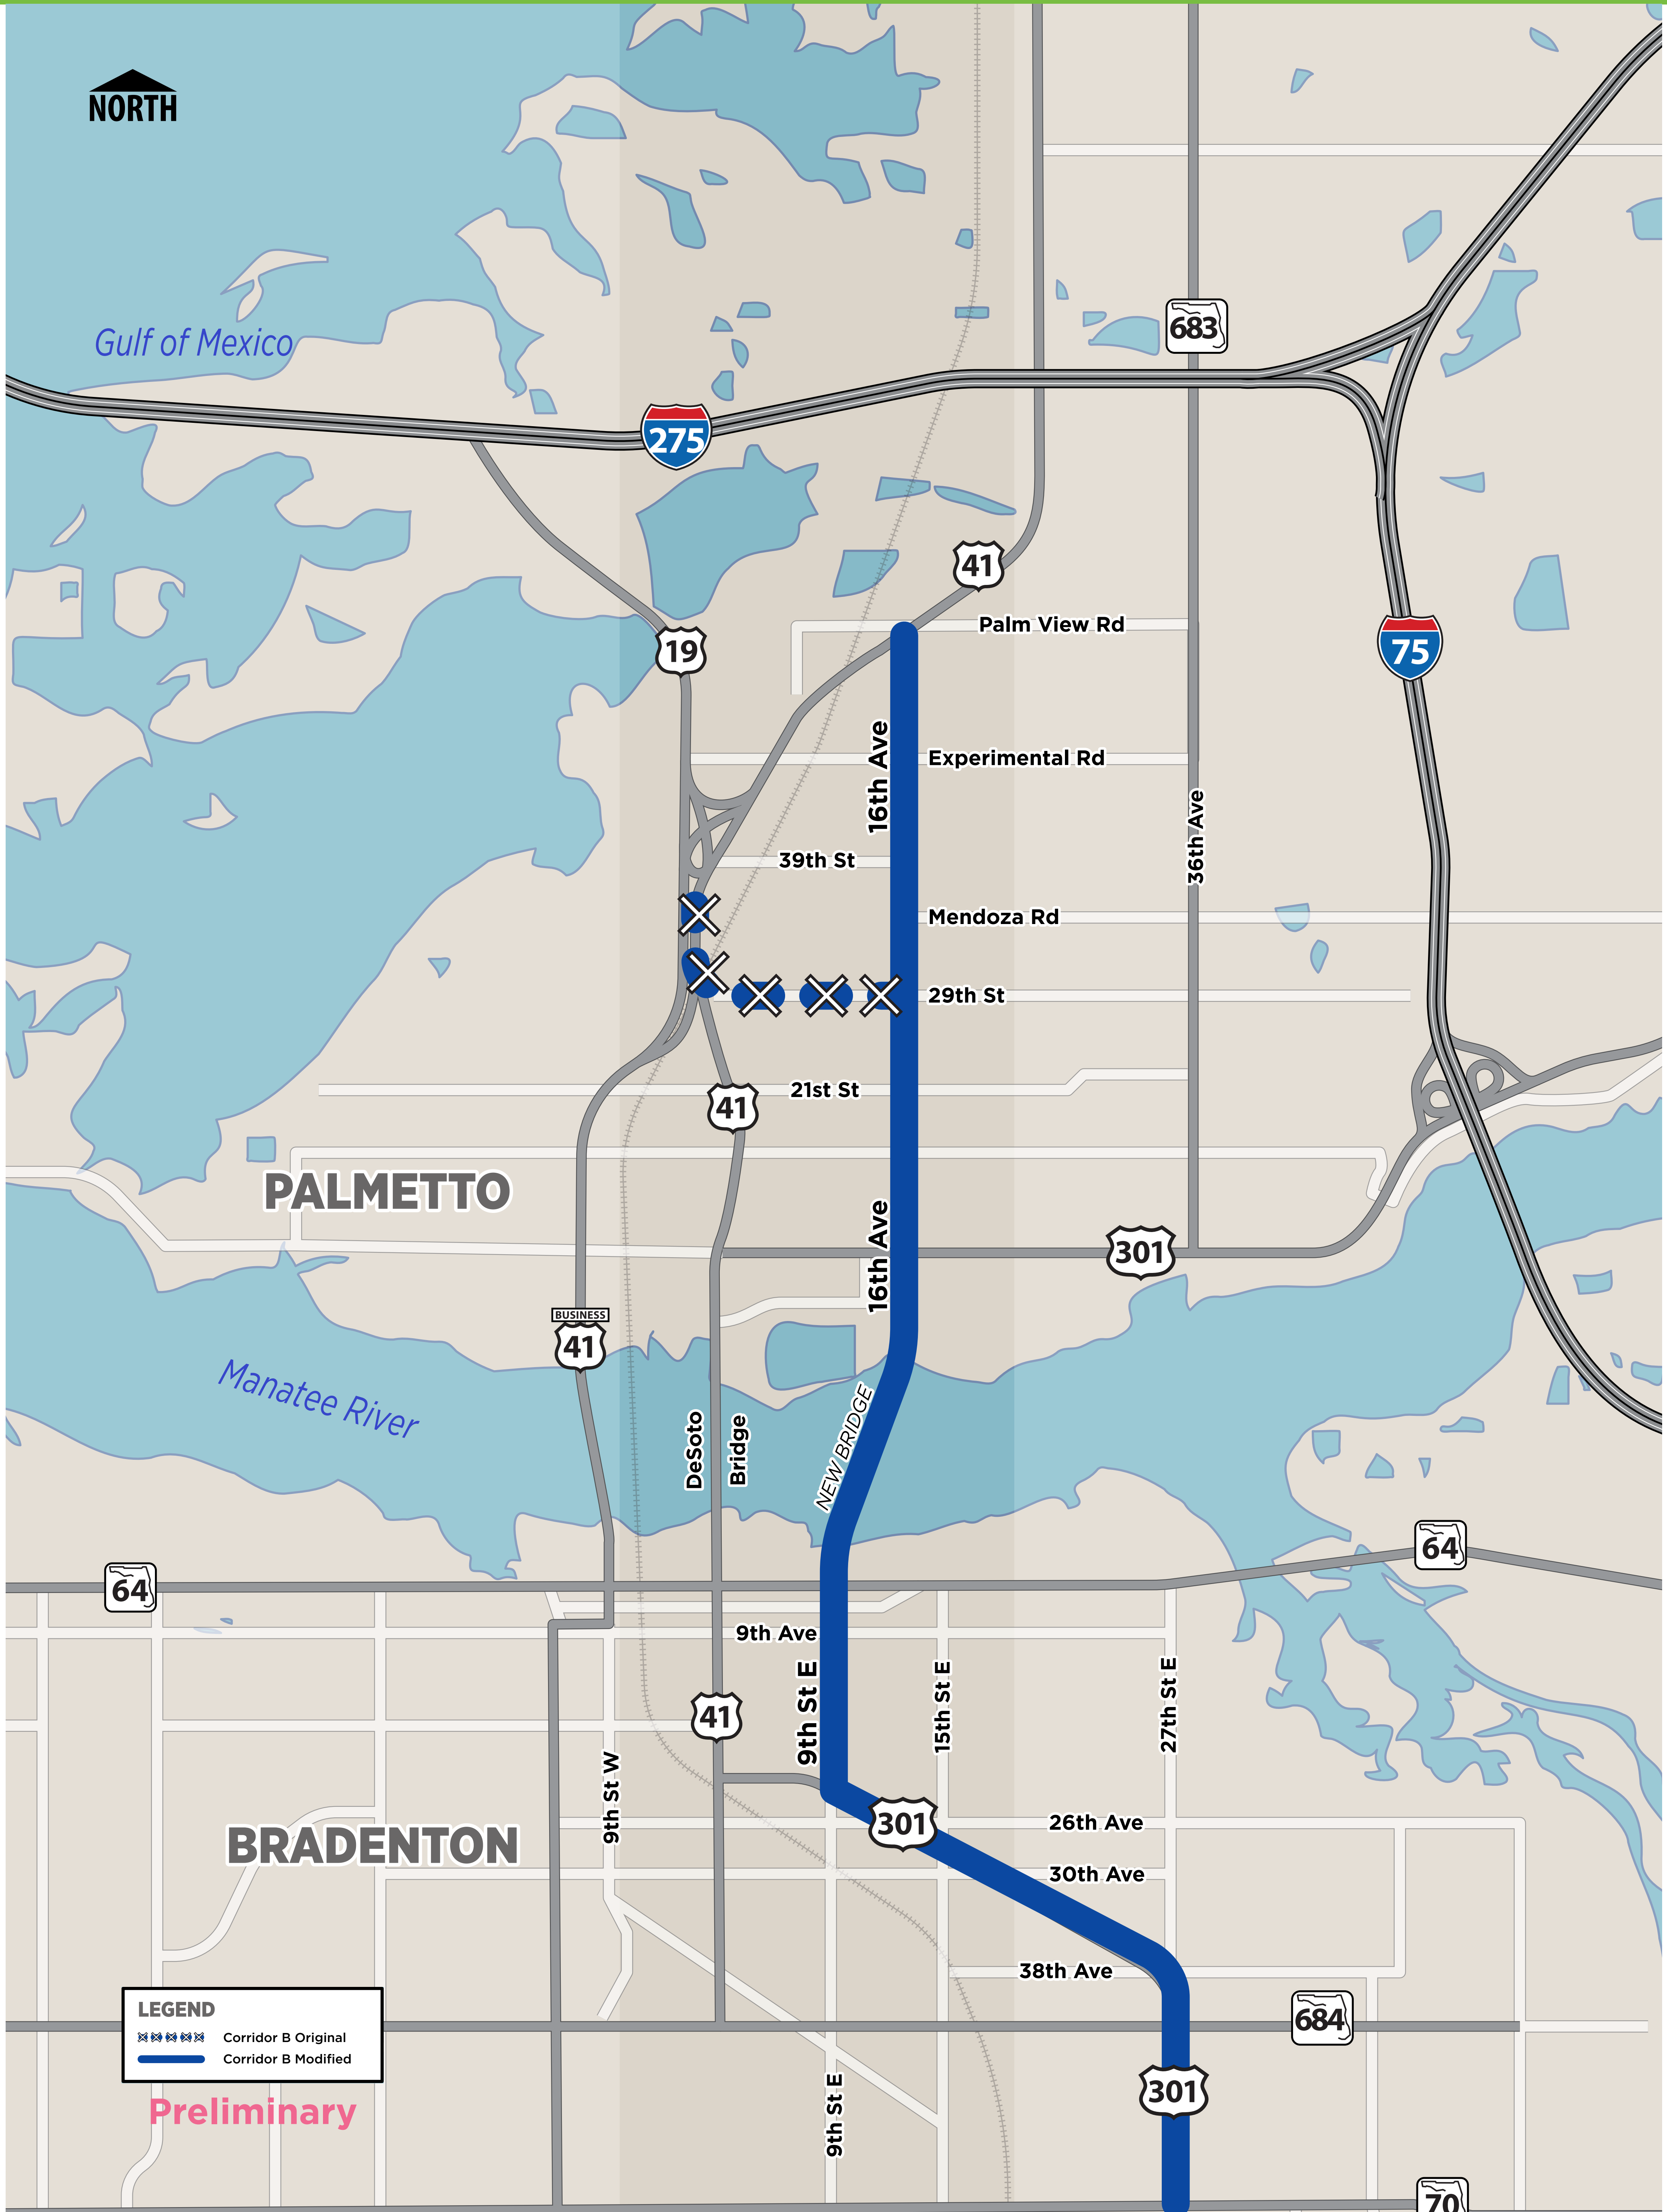 NORTH
683
Gulf of Mexico
275
41
Palm View Rd
19
75
16th Ave
Experimental Rd
36th Ave
39th St
Mendoza Rd
29th St
21st St
41
PALMETTO
16th Ave
301
BUSINESS
41
Manatee River
NEW BRIDGE
DeSoto
Bridge
64
64
9th Ave
9th St E
15th St E
27th St E
41
9th St W
301
26th Ave
BRADENTON
30th Ave
38th Ave
684
LEGEND
Corridor B Original
Corridor B Modified
301
Preliminary
9th St E
70